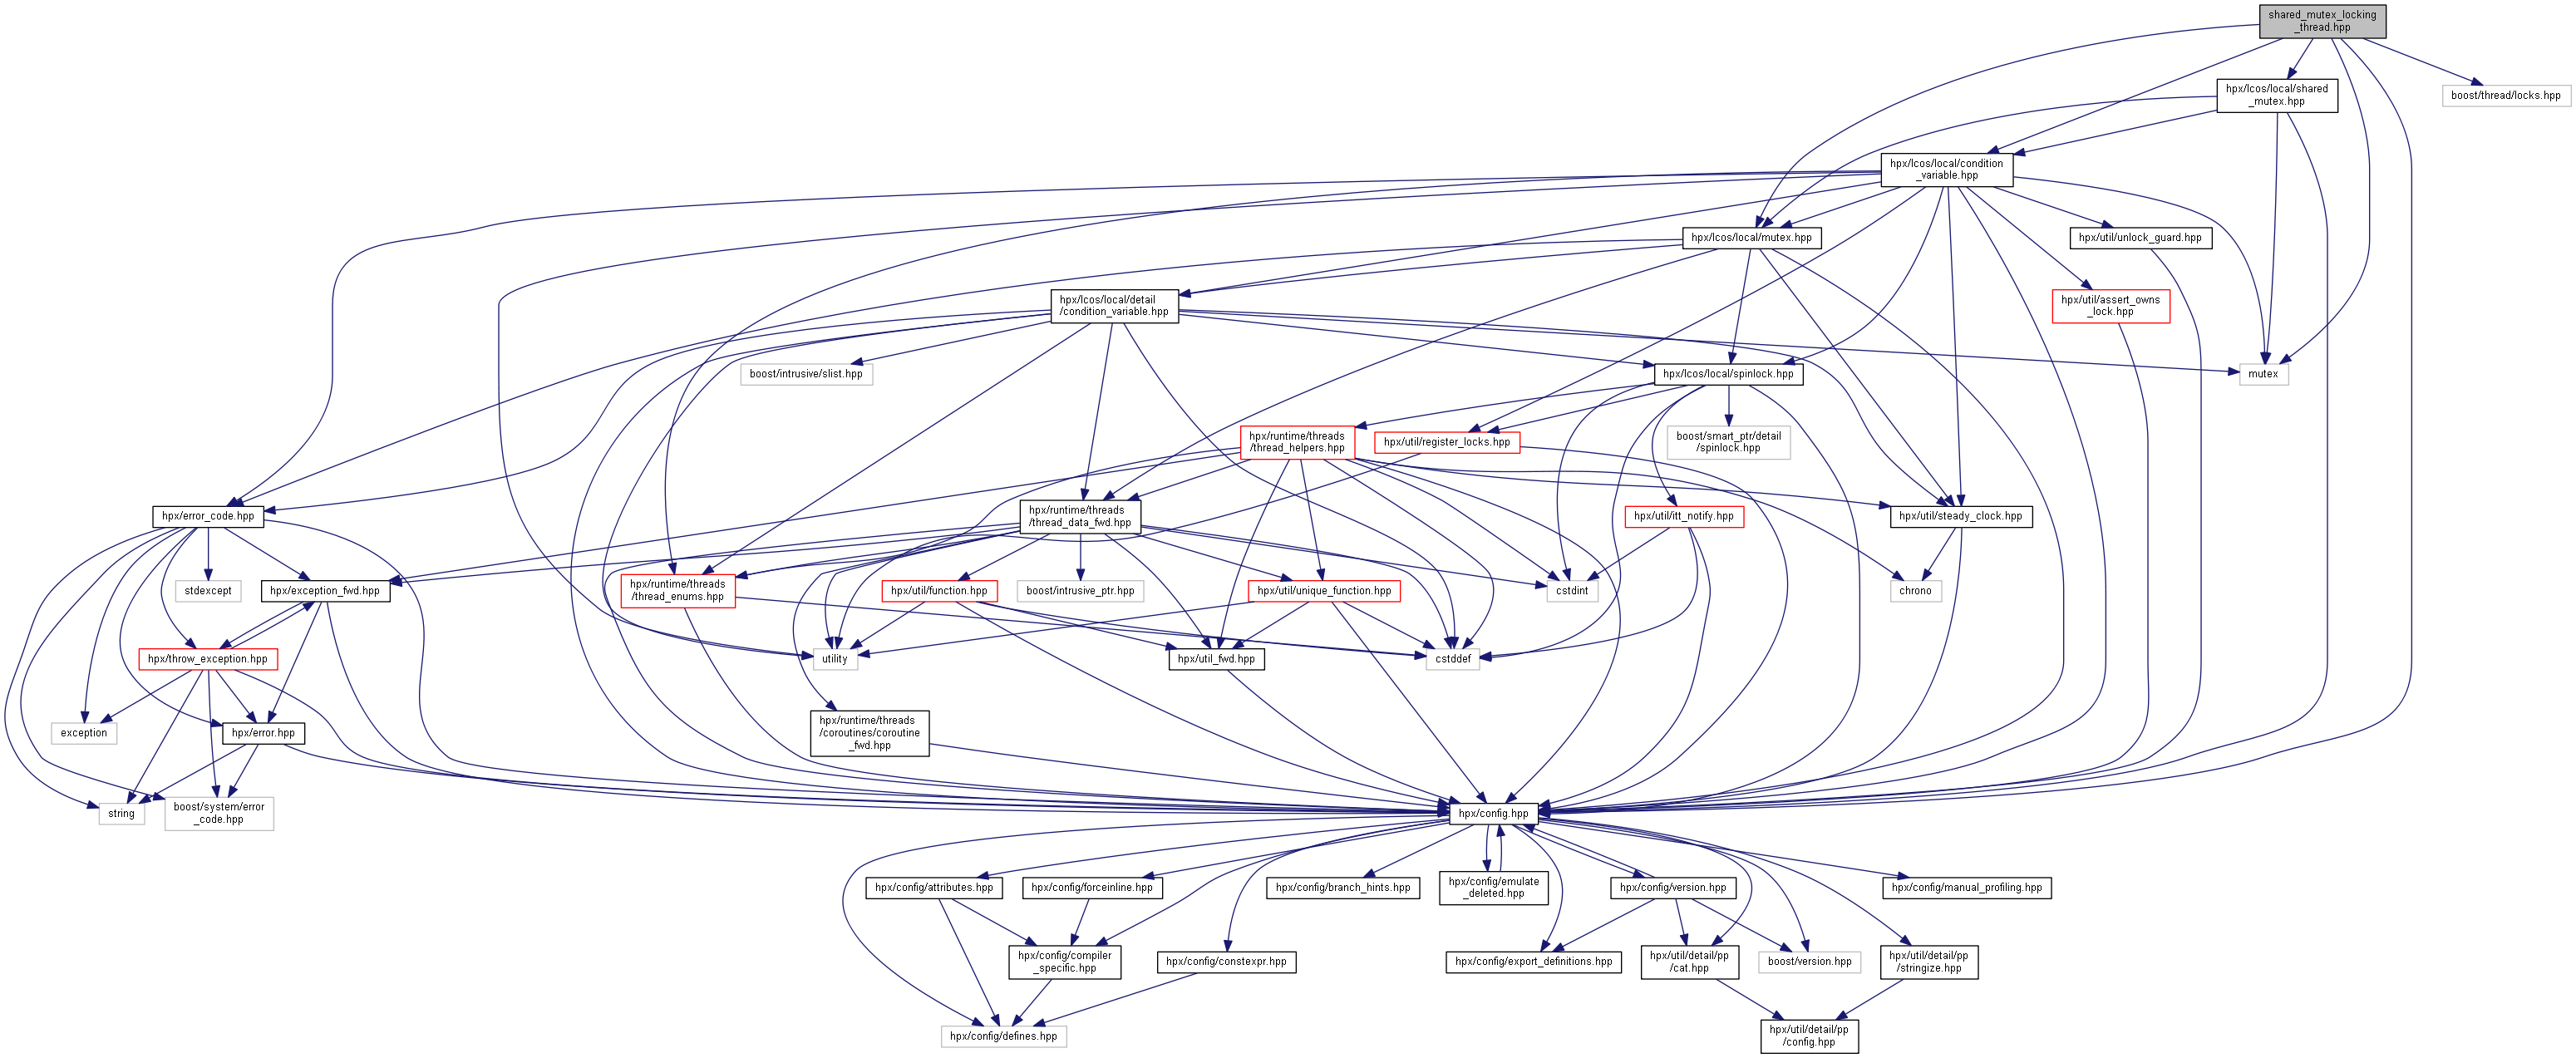 shared_mutex_locking
_thread.hpp
hpx/lcos/local/shared
_mutex.hpp
boost/thread/locks.hpp
hpx/lcos/local/condition
_variable.hpp
hpx/lcos/local/mutex.hpp
hpx/util/unlock_guard.hpp
hpx/lcos/local/detail
/condition_variable.hpp
hpx/util/assert_owns
_lock.hpp
boost/intrusive/slist.hpp
hpx/lcos/local/spinlock.hpp
mutex
hpx/runtime/threads
/thread_helpers.hpp
hpx/util/register_locks.hpp
boost/smart_ptr/detail
/spinlock.hpp
hpx/error_code.hpp
hpx/runtime/threads
/thread_data_fwd.hpp
hpx/util/itt_notify.hpp
hpx/util/steady_clock.hpp
stdexcept
hpx/exception_fwd.hpp
hpx/runtime/threads
/thread_enums.hpp
hpx/util/function.hpp
boost/intrusive_ptr.hpp
hpx/util/unique_function.hpp
cstdint
chrono
hpx/throw_exception.hpp
utility
hpx/util_fwd.hpp
cstddef
exception
hpx/error.hpp
hpx/runtime/threads
/coroutines/coroutine
_fwd.hpp
string
boost/system/error
_code.hpp
hpx/config.hpp
hpx/config/attributes.hpp
hpx/config/forceinline.hpp
hpx/config/branch_hints.hpp
hpx/config/emulate
_deleted.hpp
hpx/config/version.hpp
hpx/config/manual_profiling.hpp
hpx/config/compiler
_specific.hpp
hpx/config/constexpr.hpp
hpx/config/export_definitions.hpp
hpx/util/detail/pp
/cat.hpp
boost/version.hpp
hpx/util/detail/pp
/stringize.hpp
hpx/config/defines.hpp
hpx/util/detail/pp
/config.hpp